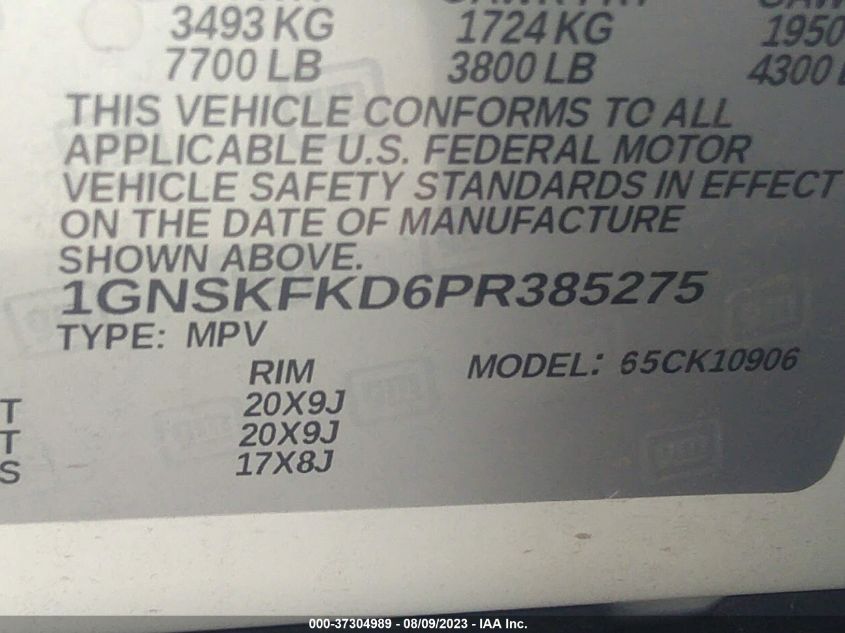 3493 KG 1724 KG 1950
7700 LB 3800 LB 4300
THIS VEHICLE CONFORMS TO ALL
APPLICABLE U.S. FEDERAL MOTOR
VEHICLE SAFETY STANDARDS IN EFFECT
ON THE DATE OF MANUFACTURE
SHOWN ABOVE.
1GNSKFKD6PR385275
TYPE: MPV
RIM MODEL: 65CK10906
T 20X9J
T 20X9J
S 17X8J
000-37304989 - 08/09/2023 - IAA Inc.